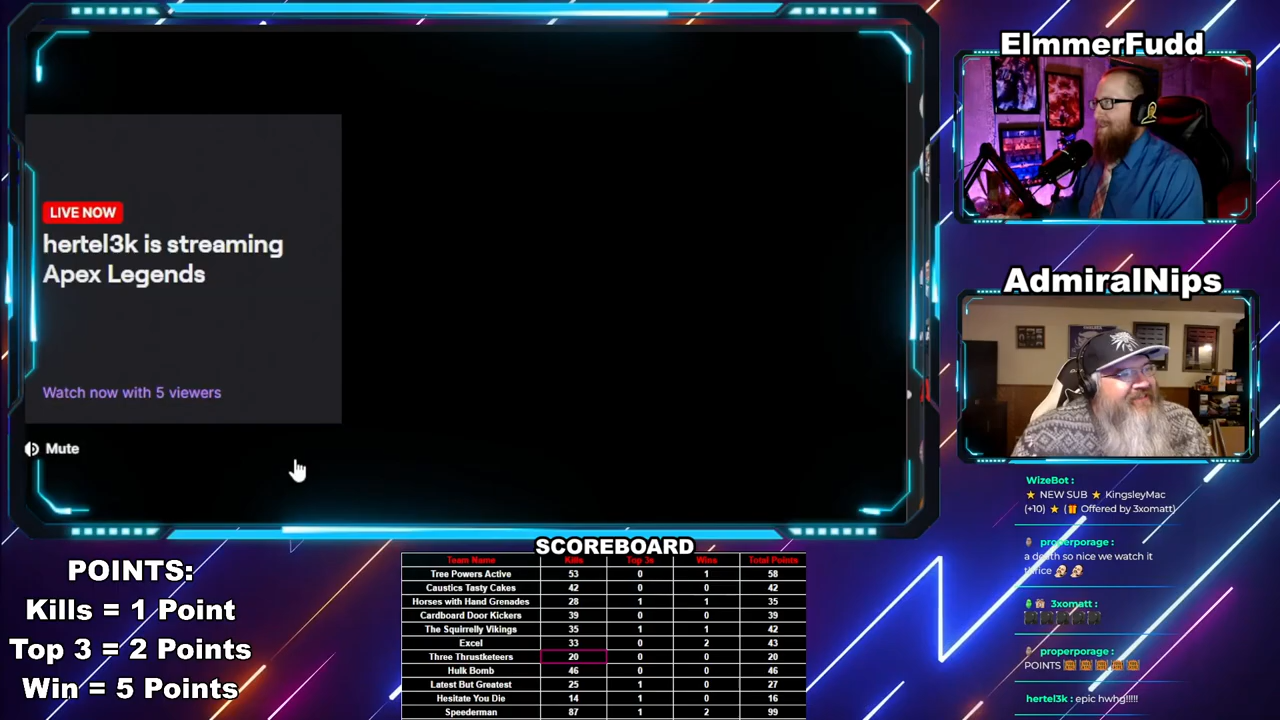 LIVE NOW
hertel3k is streaming
Apex Legends
Watch now with 5 viewers
Mute
ElmmerFudd
AdmiralNips
WizeBot :
★ NEW SUB ★ KingsleyMac
(+10) ★ ( Offered by 3xomatt)
properporage :
a death so nice we watch it
thrice
3xomatt :
properporage :
POINTS
hertel3k : epic hwhg!!!!!
POINTS:
Kills = 1 Point
Top 3 = 2 Points
Win = 5 Points
SCOREBOARD
Team Name Kills Top 3s Wins Total Points
Tree Powers Active 53 0 1 58
Caustics Tasty Cakes 42 0 0 42
Horses with Hand Grenades 28 1 1 35
Cardboard Door Kickers 39 0 0 39
The Squirrelly Vikings 35 1 1 42
Excel 33 0 2 43
Three Thrustketeers 20 0 0 20
Hulk Bomb 46 0 0 46
Latest But Greatest 25 1 0 27
Hesitate You Die 14 1 0 16
Speederman 87 1 2 99